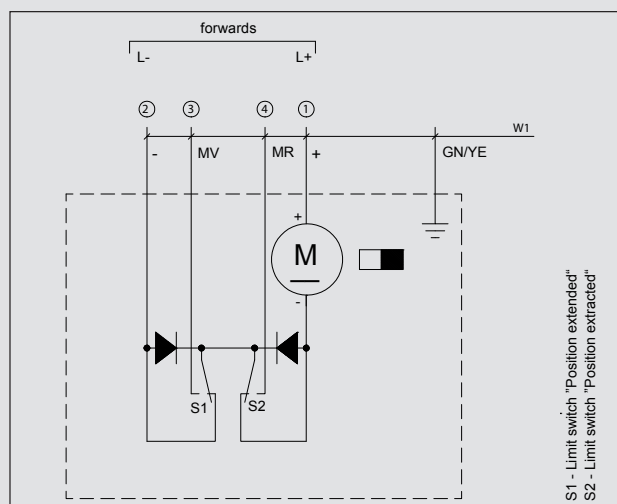 forwards
L- L+
② ③ ④ ①
W1
- MV MR + GN/YE
+
M
-
S1 S2
S1 - Limit switch "Position extended“
S2 - Limit switch "Position extracted“